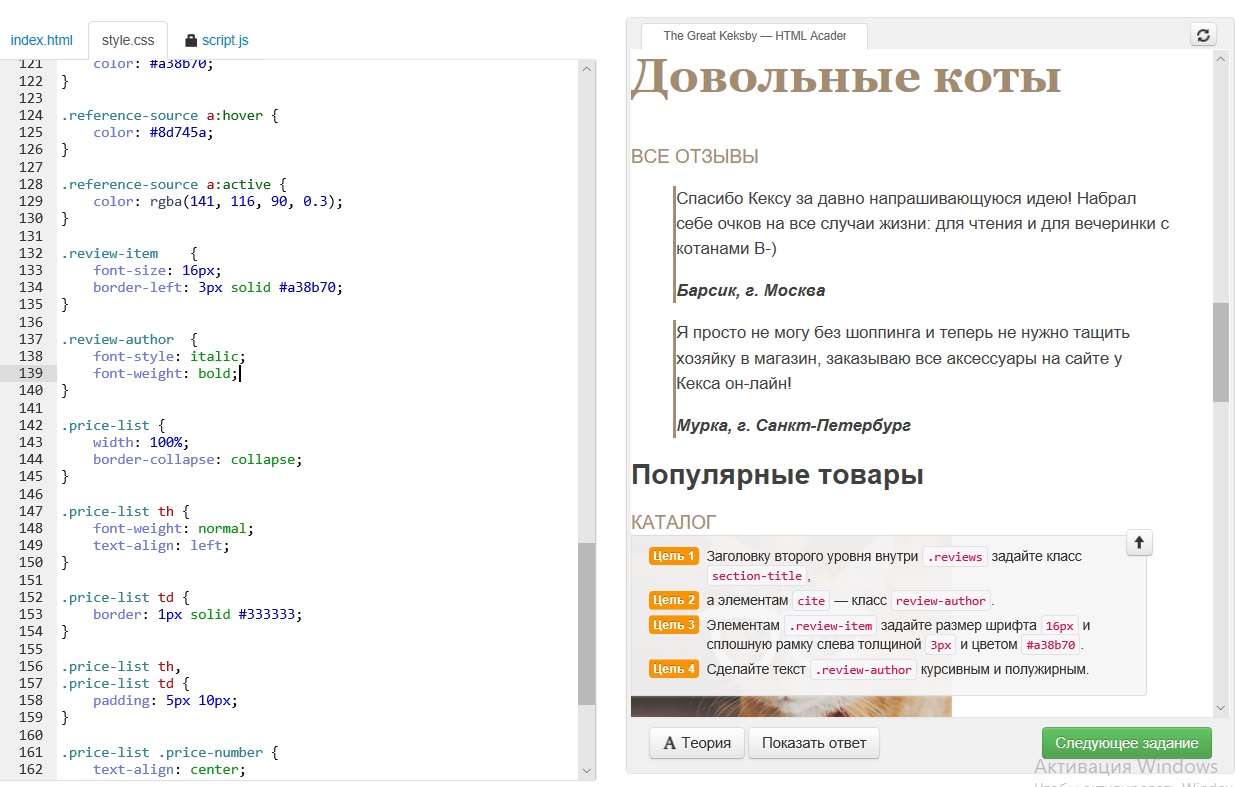 index.html style.css script.js
121 color: #a38b70;
122 }
123
124 .reference-source a:hover {
125 color: #8d745a;
126 }
127
128 .reference-source a:active {
129 color: rgba(141, 116, 90, 0.3);
130 }
131
132 .review-item {
133 font-size: 16px;
134 border-left: 3px solid #a38b70;
135 }
136
137 .review-author {
138 font-style: italic;
139 font-weight: bold;
140 }
141
142 .price-list {
143 width: 100%;
144 border-collapse: collapse;
145 }
146
147 .price-list th {
148 font-weight: normal;
149 text-align: left;
150 }
151
152 .price-list td {
153 border: 1px solid #333333;
154 }
155
156 .price-list th,
157 .price-list td {
158 padding: 5px 10px;
159 }
160
161 .price-list .price-number {
162 text-align: center;
The Great Keksby — HTML Acader
Довольные коты
ВСЕ ОТЗЫВЫ
Спасибо Кексу за давно напрашивающуюся идею! Набрал
себе очков на все случаи жизни: для чтения и для вечеринки с
котанами B-)
Барсик, г. Москва
Я просто не могу без шоппинга и теперь не нужно тащить
хозяйку в магазин, заказываю все аксессуары на сайте у
Кекса он-лайн!
Мурка, г. Санкт-Петербург
Популярные товары
КАТАЛОГ
Цель 1 Заголовку второго уровня внутри .reviews задайте класс
section-title ,
Цель 2 а элементам cite — класс review-author .
Цель 3 Элементам .review-item задайте размер шрифта 16px и
сплошную рамку слева толщиной 3px и цветом #a38b70 .
Цель 4 Сделайте текст .review-author курсивным и полужирным.
A Теория Показать ответ Следующее задание
Активация Windows